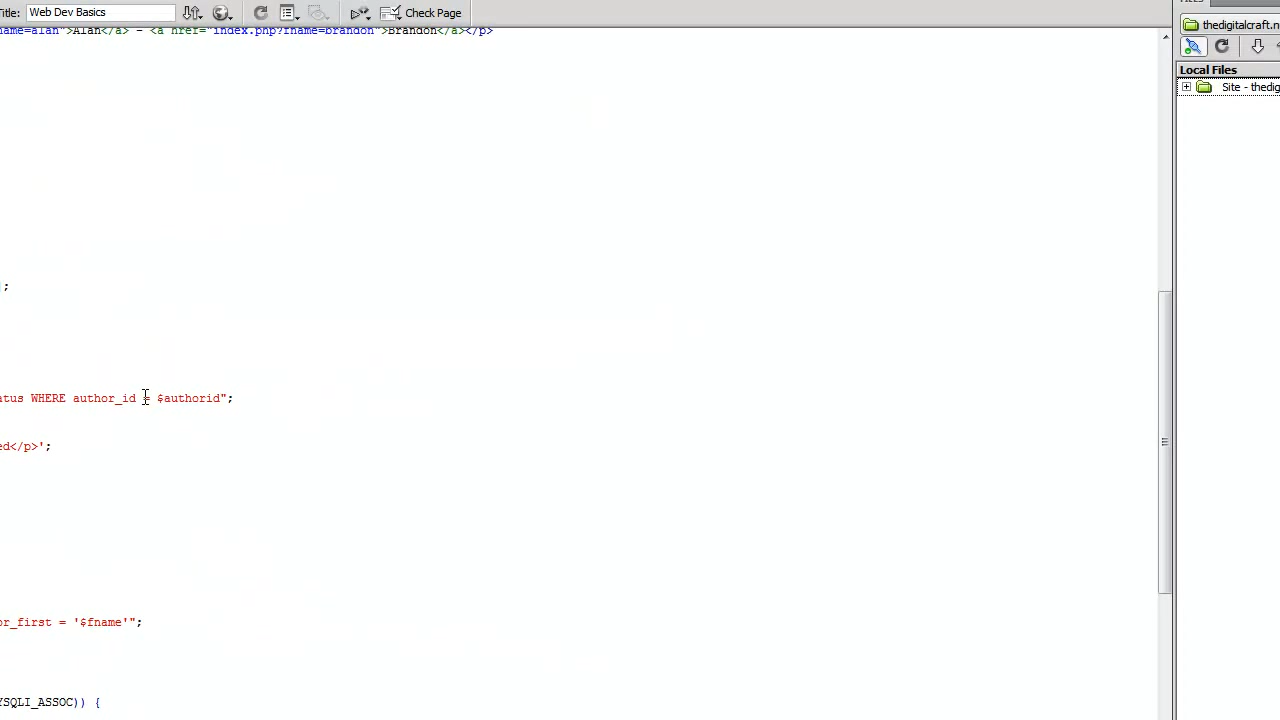 Title: Web Dev Basics Check Page
name=alan">Alan</a> - <a href="index.php?fname=brandon">Brandon</a></p>
thedigitalcraft.n
Local Files
Site - thedig
];
atus WHERE author_id = $authorid";
ed</p>';
or_first = '$fname'";
YSQLI_ASSOC)) {